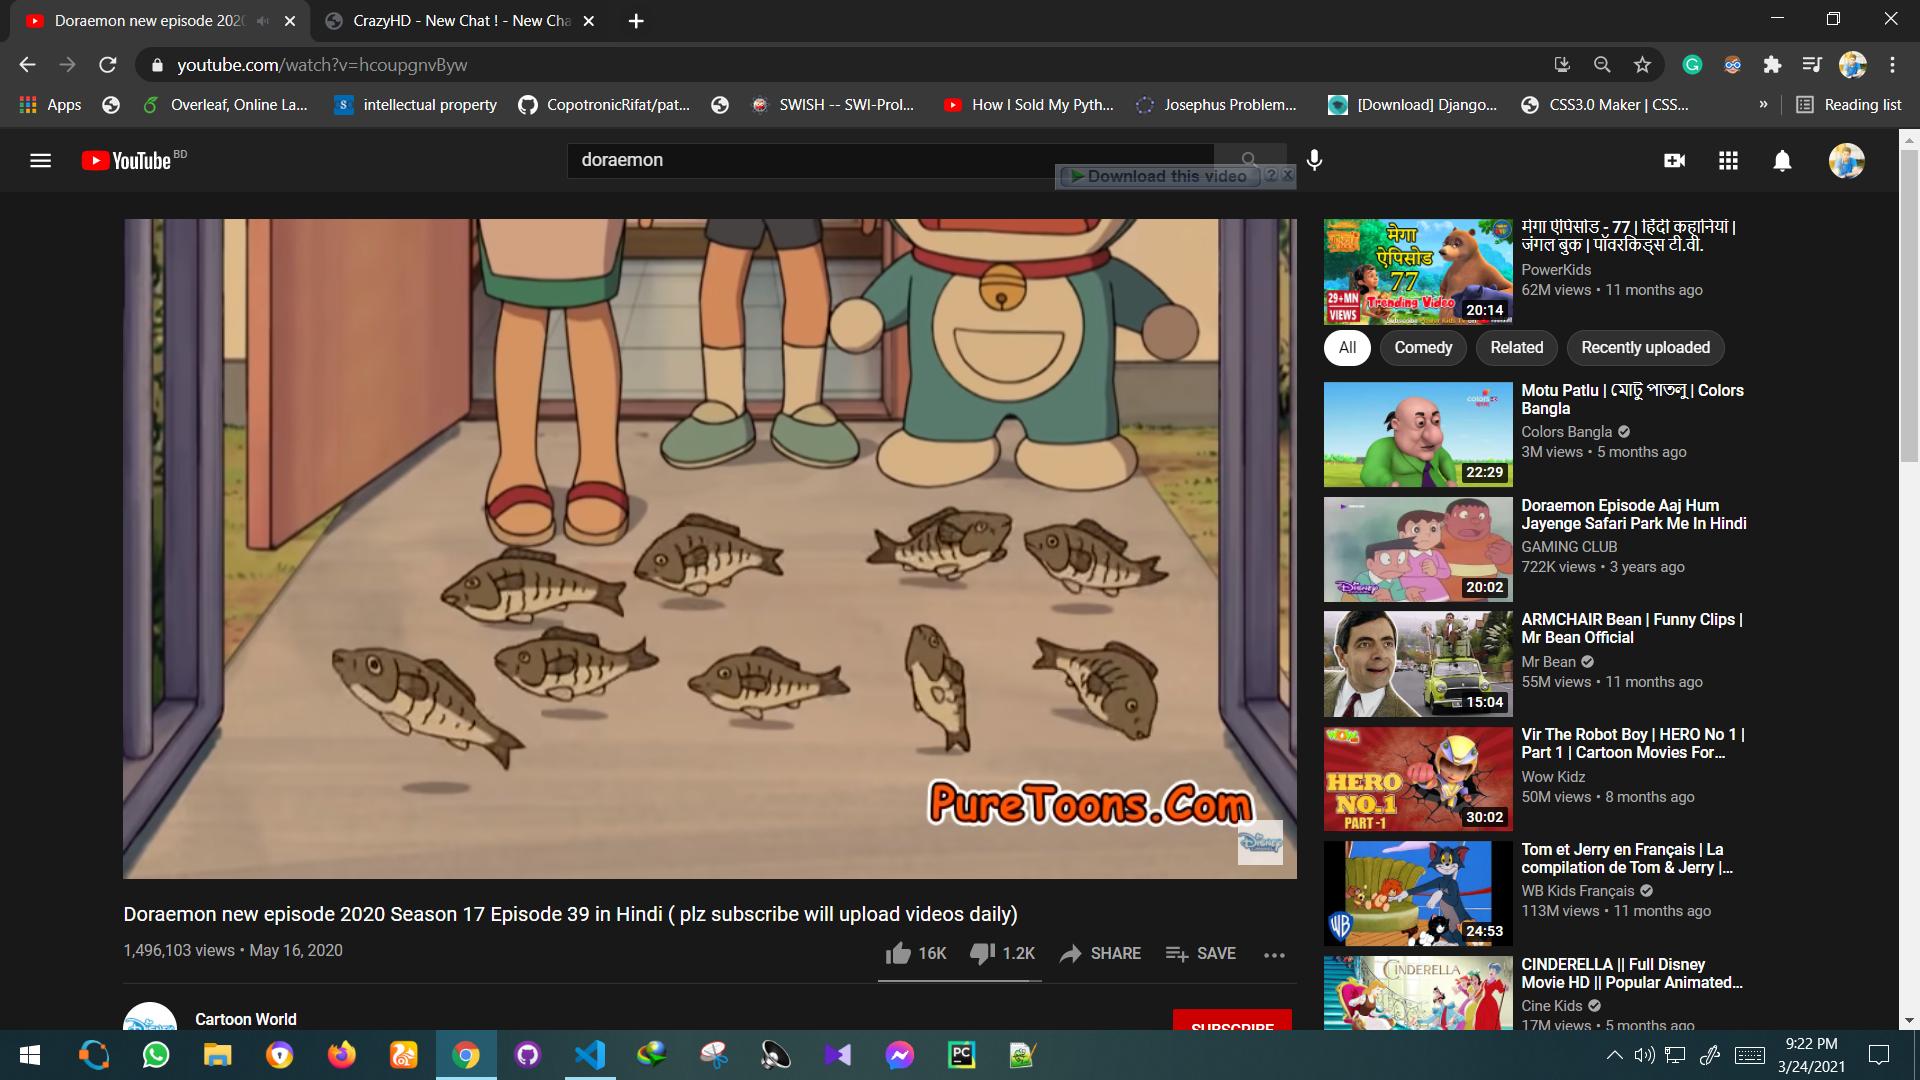 Doraemon new episode 2020
CrazyHD - New Chat ! - New Cha
youtube.com/watch?v=hcoupgnvByw
Apps
Overleaf, Online La...
intellectual property
CopotronicRifat/pat...
SWISH -- SWI-Prol...
How I Sold My Pyth...
Josephus Problem...
[Download] Django...
CSS3.0 Maker | CSS...
»
Reading list
YouTube BD
doraemon
Download this video
PureToons.Com
Disney
Doraemon new episode 2020 Season 17 Episode 39 in Hindi ( plz subscribe will upload videos daily)
1,496,103 views • May 16, 2020
16K
1.2K
SHARE
SAVE
Cartoon World
SUBSCRIBE
मेगा ऐपिसोड 77
29+MN VIEWS
Trending Video
20:14
मेगा ऐपिसोड - 77 | हिंदी कहानियां |
जंगल बुक | पॉवरकिड्स टी.वी.
PowerKids
62M views • 11 months ago
All
Comedy
Related
Recently uploaded
22:29
Motu Patlu | মোটু পাতলু | Colors
Bangla
Colors Bangla
3M views • 5 months ago
20:02
Doraemon Episode Aaj Hum
Jayenge Safari Park Me In Hindi
GAMING CLUB
722K views • 3 years ago
15:04
ARMCHAIR Bean | Funny Clips |
Mr Bean Official
Mr Bean
55M views • 11 months ago
WOW
HERO
NO.1
PART -1
30:02
Vir The Robot Boy | HERO No 1 |
Part 1 | Cartoon Movies For...
Wow Kidz
50M views • 8 months ago
WB
24:53
Tom et Jerry en Français | La
compilation de Tom & Jerry |...
WB Kids Français
113M views • 11 months ago
CINDERELLA
CINDERELLA || Full Disney
Movie HD || Popular Animated...
Cine Kids
17M views • 5 months ago
9:22 PM
3/24/2021